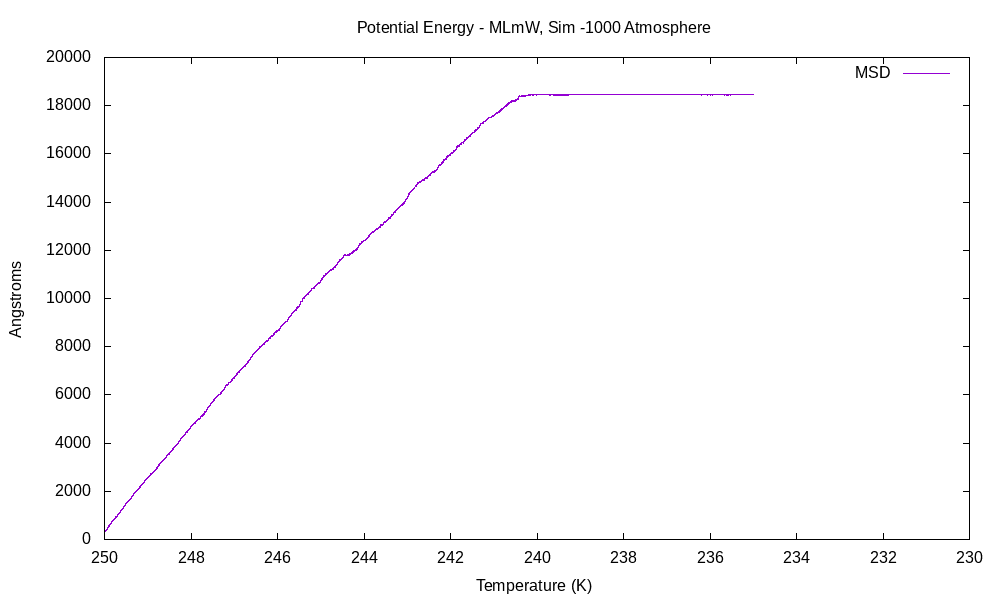 Potential Energy - MLmW, Sim -1000 Atmosphere
20000
18000
16000
14000
12000
10000
8000
6000
4000
2000
0
MSD
Angstroms
250 248 246 244 242 240 238 236 234 232 230
Temperature (K)